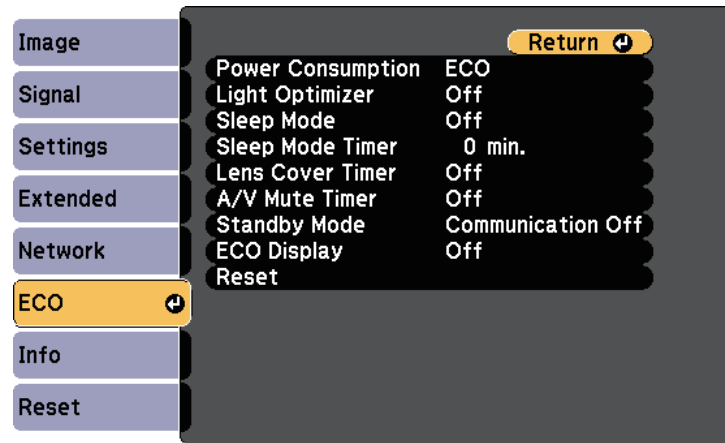 Image
Signal
Settings
Extended
Network
ECO
Info
Reset
Return
Power Consumption ECO
Light Optimizer Off
Sleep Mode Off
Sleep Mode Timer 0 min.
Lens Cover Timer Off
A/V Mute Timer Off
Standby Mode Communication Off
ECO Display Off
Reset